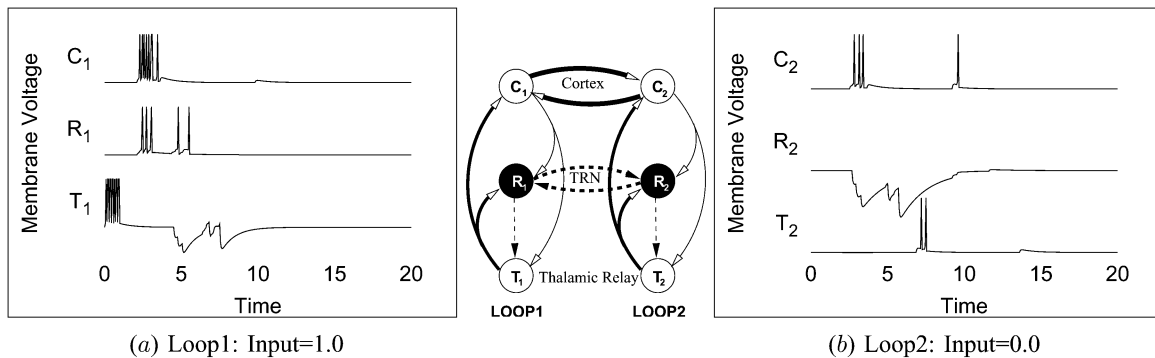 Membrane Voltage
C1
R1
T1
0 5 10 15 20
Time
(a) Loop1: Input=1.0
C1
Cortex
C2
R1
TRN
R2
T1
Thalamic Relay
T2
LOOP1
LOOP2
Membrane Voltage
C2
R2
T2
0 5 10 15 20
Time
(b) Loop2: Input=0.0